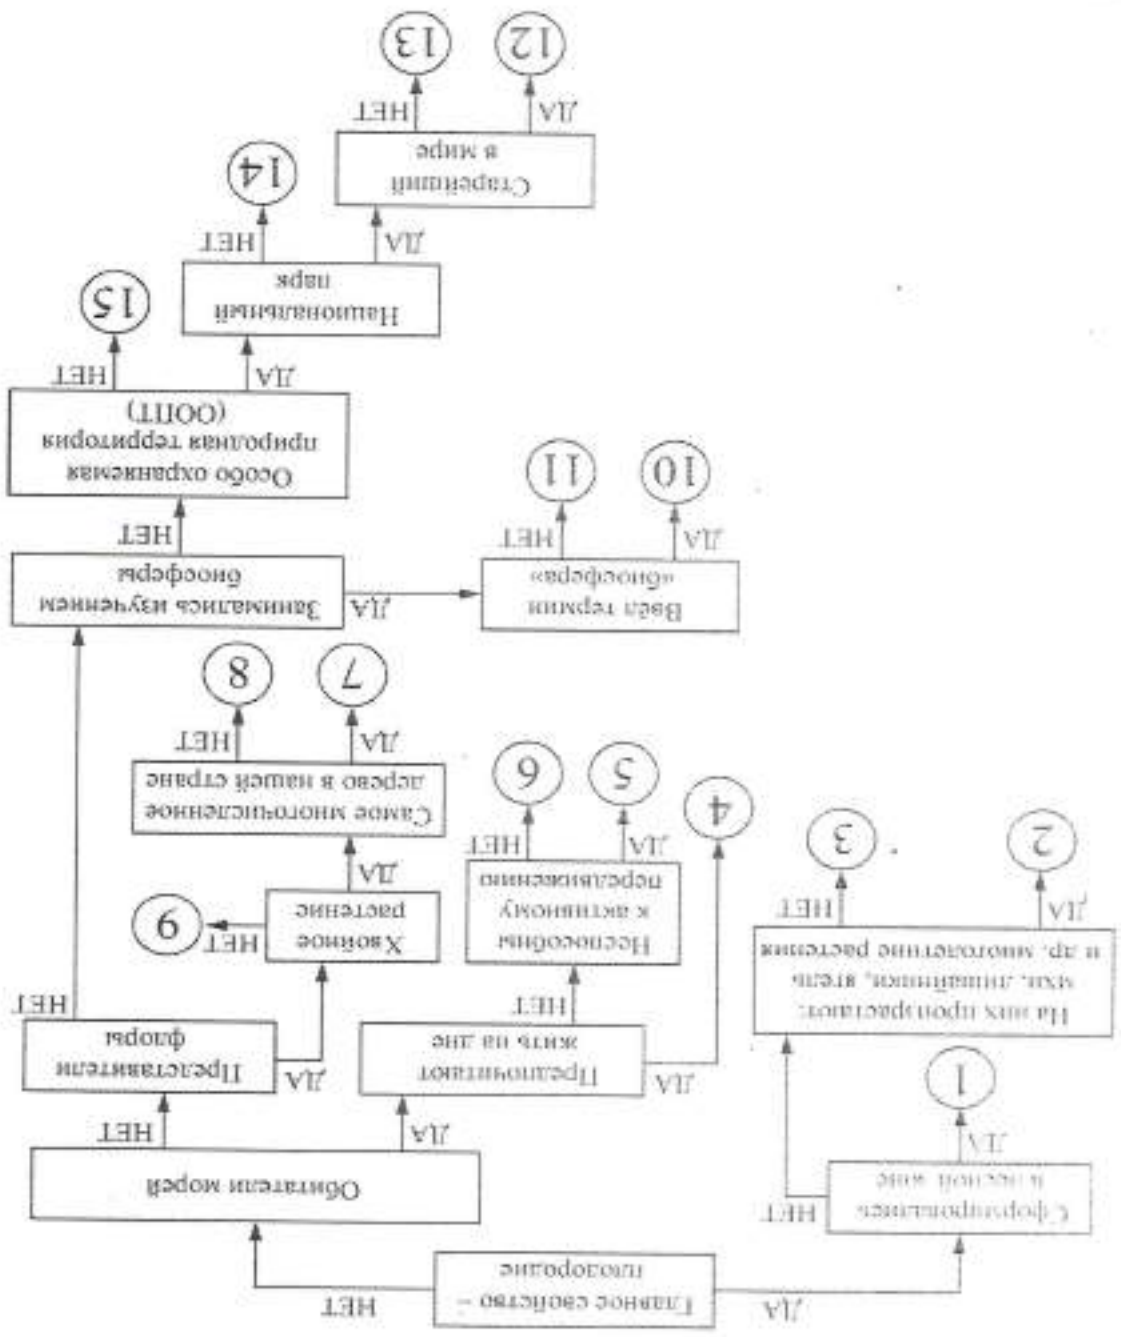 Главное свойство –
плодородие
ДА
НЕТ
Сформировались
в лесной зоне
ДА
НЕТ
1
На них произрастают:
мхи, лишайники, ягель
и др. многолетние растения
ДА
НЕТ
2
3
Обитатели морей
ДА
НЕТ
Предпочитают
жить на дне
ДА
НЕТ
4
Неспособны
к активному
передвижению
ДА
НЕТ
5
6
Представители
флоры
ДА
НЕТ
Хвойное
растение
ДА
НЕТ
9
Самое многочисленное
дерево в нашей стране
ДА
НЕТ
7
8
Занимались изучением
биосферы
ДА
НЕТ
Ввёл термин
«биосфера»
ДА
НЕТ
10
11
Особо охраняемая
природная территория
(ООПТ)
ДА
НЕТ
15
Национальный
парк
ДА
НЕТ
14
Старейший
в мире
ДА
НЕТ
12
13